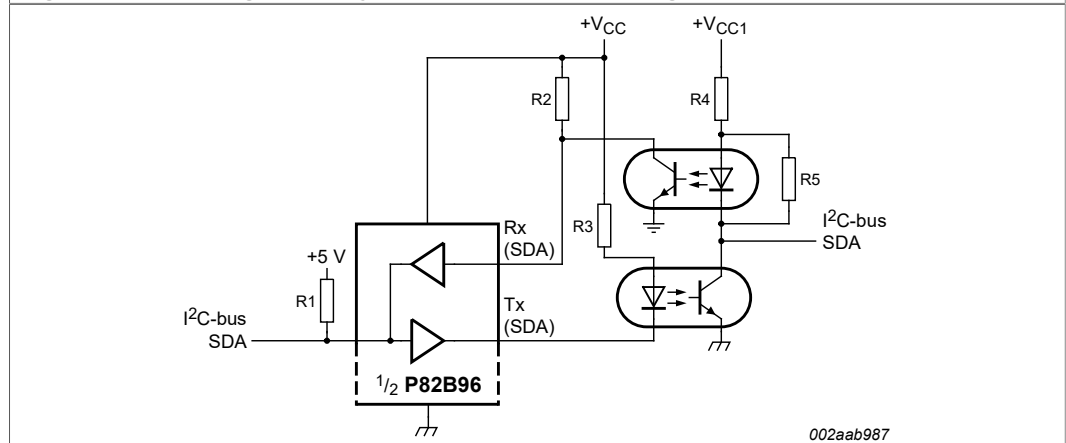 +VCC
+VCC1
R2
R4
R5
R3
I2C-bus
SDA
Rx
(SDA)
+5 V
R1
Tx
(SDA)
I2C-bus
SDA
1/2 P82B96
002aab987